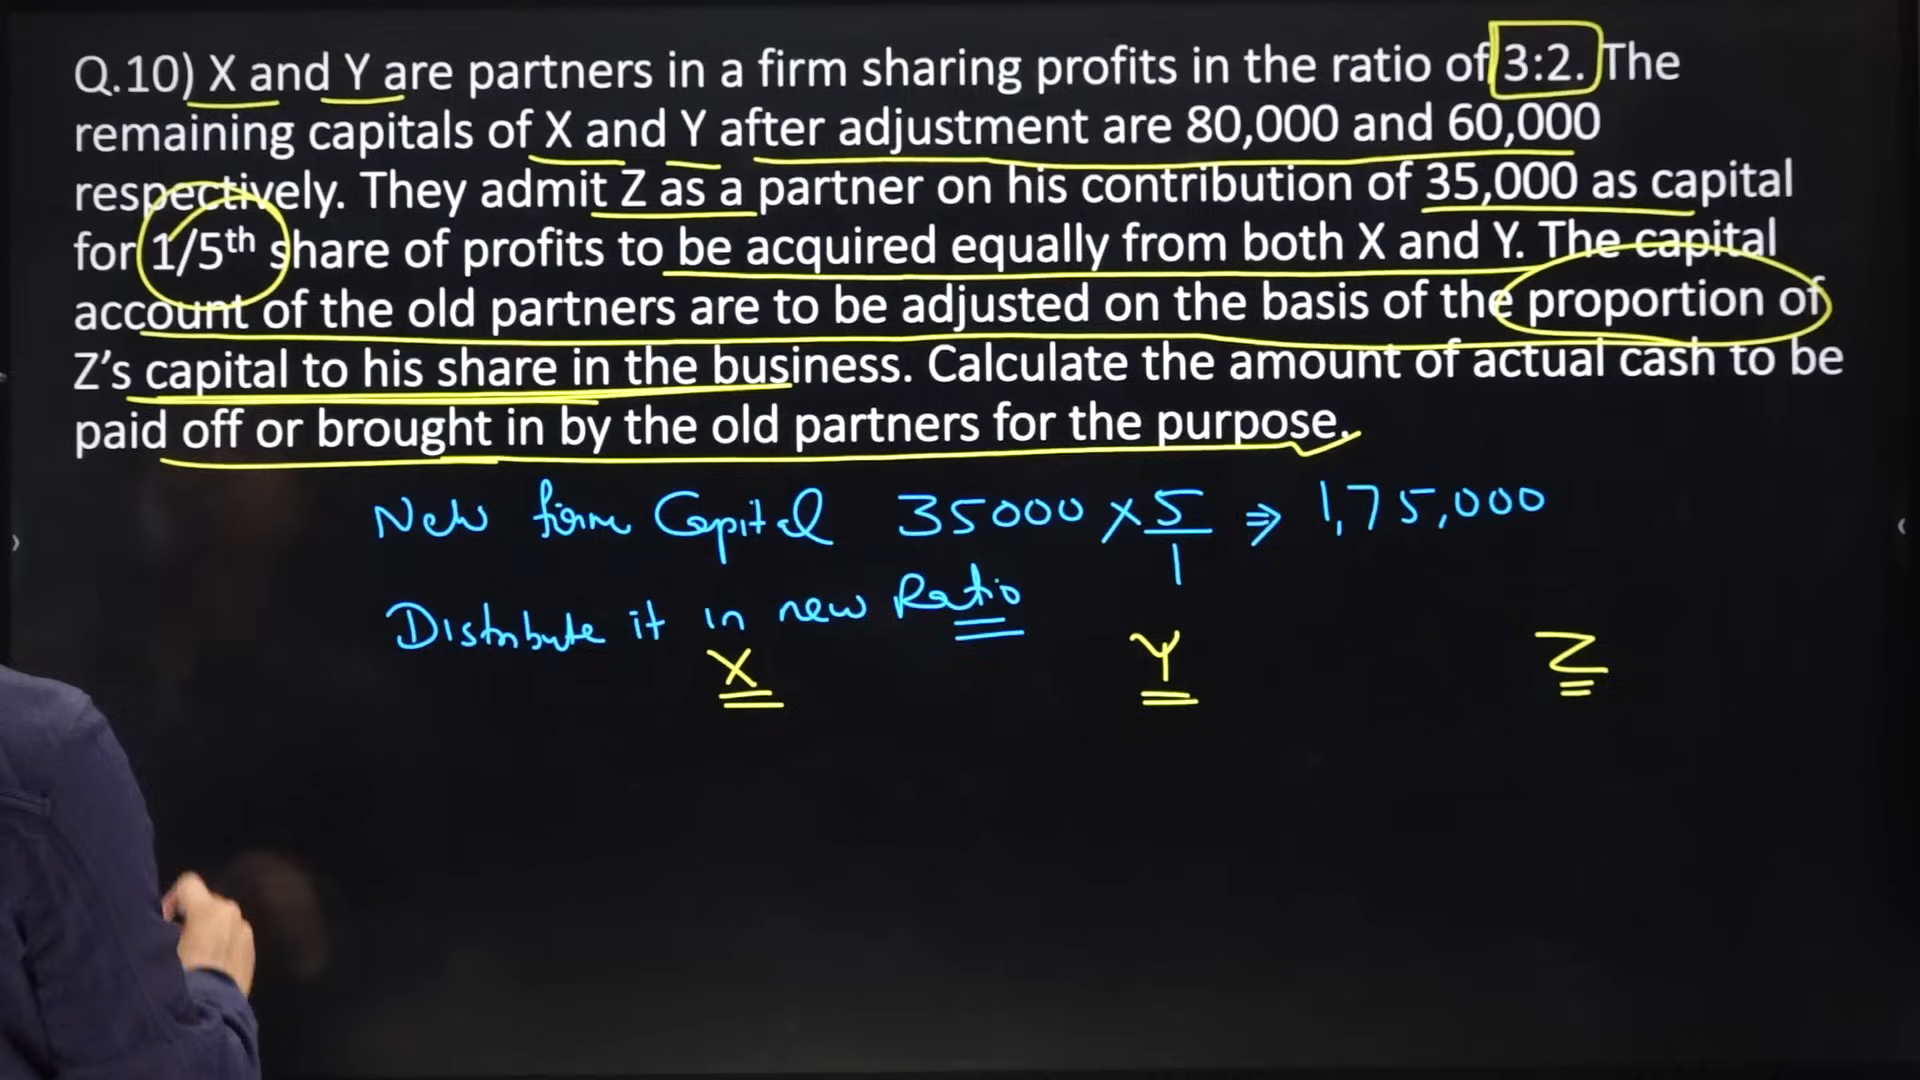 Q.10) X and Y are partners in a firm sharing profits in the ratio of 3:2. The
remaining capitals of X and Y after adjustment are 80,000 and 60,000
respectively. They admit Z as a partner on his contribution of 35,000 as capital
for 1/5th share of profits to be acquired equally from both X and Y. The capital
account of the old partners are to be adjusted on the basis of the proportion of
Z’s capital to his share in the business. Calculate the amount of actual cash to be
paid off or brought in by the old partners for the purpose.
New firm Capital 35000 × 5/1 ⇒ 1,75,000
Distribute it in new Ratio
X Y Z